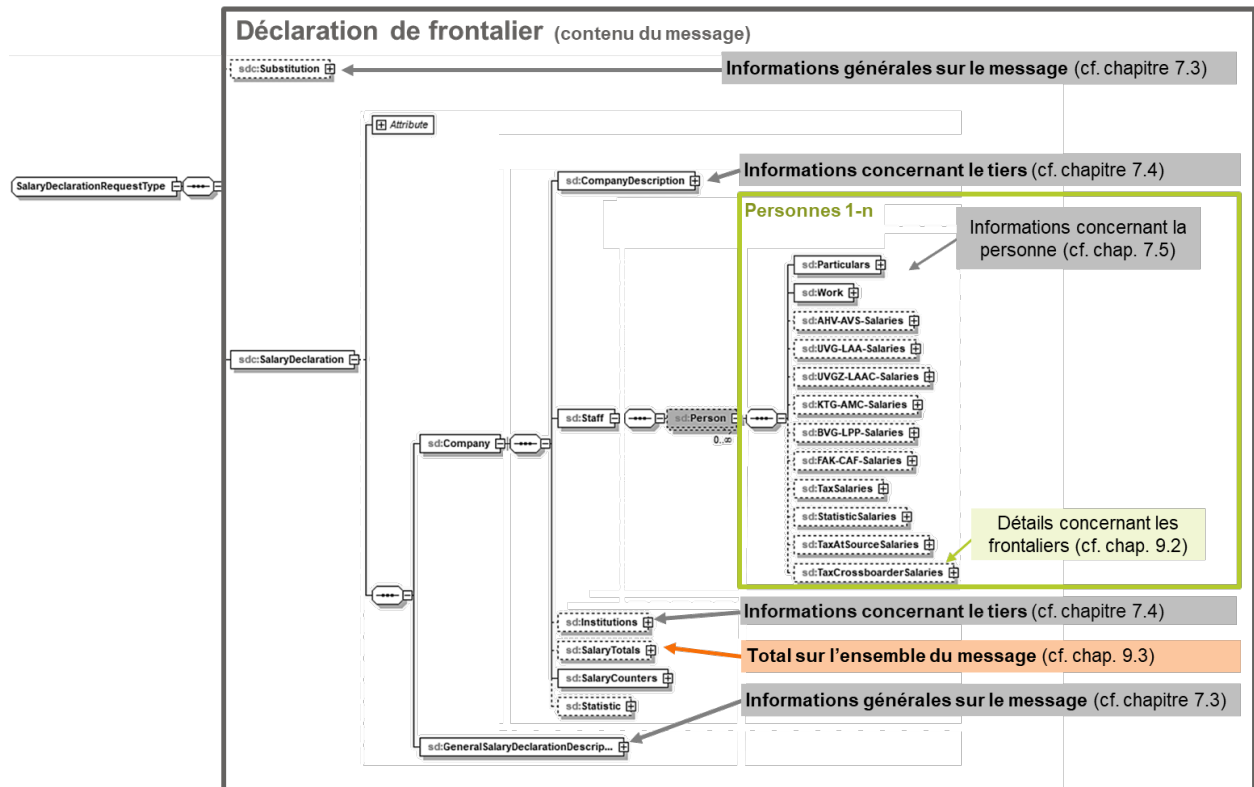 Déclaration de frontalier (contenu du message)
sdc:Substitution
Informations générales sur le message (cf. chapitre 7.3)
Attribute
SalaryDeclarationRequestType
sd:CompanyDescription
Informations concernant le tiers (cf. chapitre 7.4)
Personnes 1-n
Informations concernant la
personne (cf. chap. 7.5)
sd:Particulars
sd:Work
sd:AHV-AVS-Salaries
sd:UVG-LAA-Salaries
sdc:SalaryDeclaration
sd:UVGZ-LAAC-Salaries
sd:KTG-AMC-Salaries
sd:Staff
sd:Person
0..∞
sd:BVG-LPP-Salaries
sd:Company
sd:FAK-CAF-Salaries
sd:TaxSalaries
sd:StatisticSalaries
Détails concernant les
frontaliers (cf. chap. 9.2)
sd:TaxAtSourceSalaries
sd:TaxCrossboarderSalaries
sd:Institutions
Informations concernant le tiers (cf. chapitre 7.4)
sd:SalaryTotals
Total sur l'ensemble du message (cf. chap. 9.3)
sd:SalaryCounters
sd:Statistic
Informations générales sur le message (cf. chapitre 7.3)
sd:GeneralSalaryDeclarationDescrip...